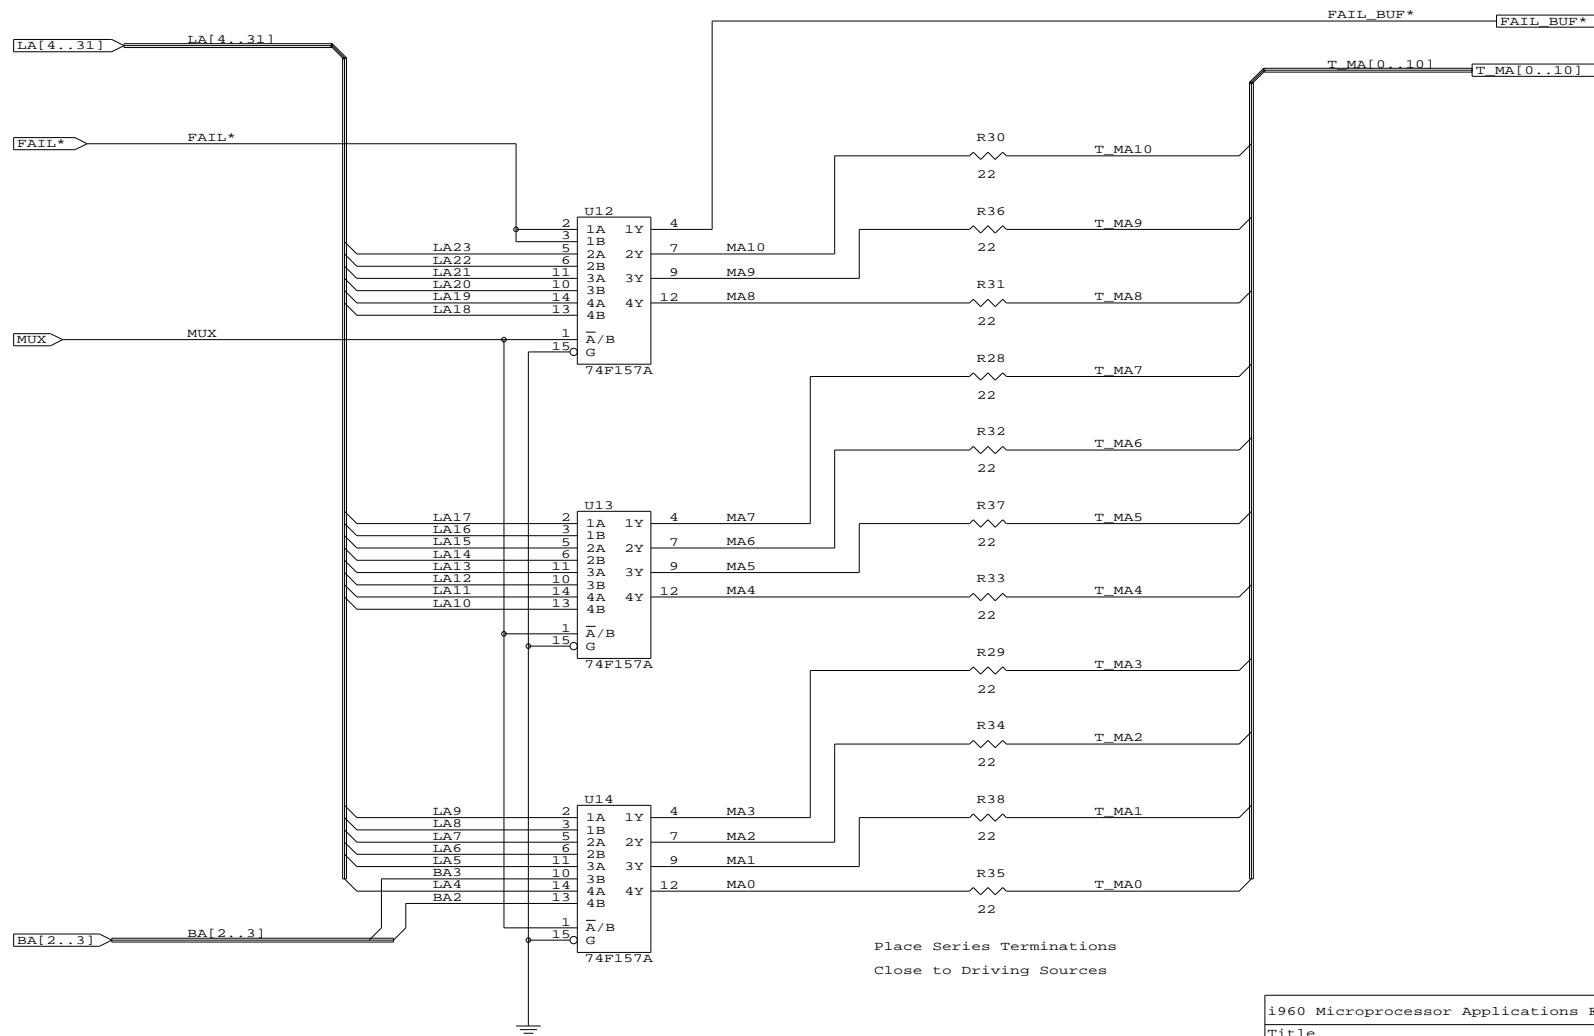 FAIL_BUF*
FAIL_BUF*
LA[4..31]
LA[4..31]
T_MA[0..10]
T_MA[0..10]
FAIL*
FAIL*
R30
T_MA10
22
U12
R36
2 1A 1Y 4
T_MA9
3 1B
22
LA23 5 2A 2Y 7 MA10
LA22 6 2B
LA21 11 3A 3Y 9 MA9
LA20 10 3B
R31
LA19 14 4A 4Y 12 MA8
T_MA8
LA18 13 4B
22
MUX
MUX
1 A/B
15 G
74F157A
R28
T_MA7
22
R32
T_MA6
22
U13
R37
LA17 2 1A 1Y 4 MA7
T_MA5
LA16 3 1B
22
LA15 5 2A 2Y 7 MA6
LA14 6 2B
LA13 11 3A 3Y 9 MA5
LA12 10 3B
R33
LA11 14 4A 4Y 12 MA4
T_MA4
LA10 13 4B
22
1 A/B
15 G
74F157A
R29
T_MA3
22
R34
T_MA2
22
U14
R38
LA9 2 1A 1Y 4 MA3
T_MA1
LA8 3 1B
22
LA7 5 2A 2Y 7 MA2
LA6 6 2B
LA5 11 3A 3Y 9 MA1
BA3 10 3B
R35
LA4 14 4A 4Y 12 MA0
T_MA0
BA2 13 4B
22
BA[2..3]
BA[2..3]
1 A/B
15 G
74F157A
Place Series Terminations
Close to Driving Sources
i960 Microprocessor Applications
Title